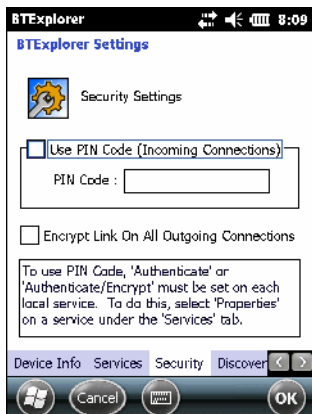 BTExplorer 8:09
BTExplorer Settings
Security Settings
Use PIN Code (Incoming Connections)
PIN Code :
Encrypt Link On All Outgoing Connections
To use PIN Code, 'Authenticate' or
'Authenticate/Encrypt' must be set on each
local service. To do this, select 'Properties'
on a service under the 'Services' tab.
Device Info Services Security Discover
Cancel OK